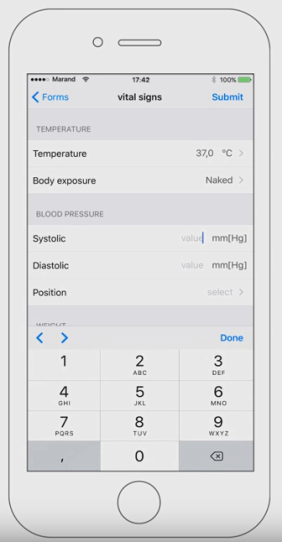 Marand 17:42 100%
Forms vital signs Submit
TEMPERATURE
Temperature 37,0 °C
Body exposure Naked
BLOOD PRESSURE
Systolic value mm[Hg]
Diastolic value mm[Hg]
Position select
WEIGHT
Done
1 2 3
ABC DEF
4 5 6
GHI JKL MNO
7 8 9
PQRS TUV WXYZ
, 0